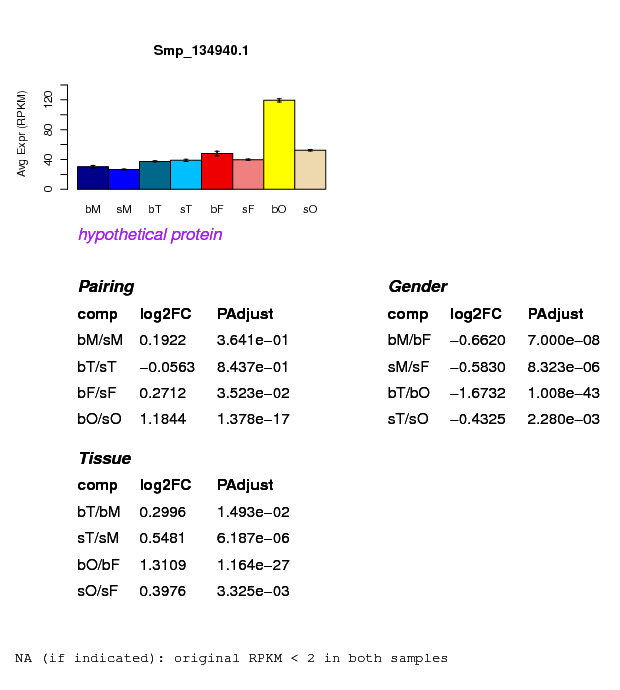 Smp_134940.1
Avg Expr (RPKM)
0 40 80 120
bM sM bT sT bF sF bO sO
hypothetical protein
Pairing
comp log2FC PAdjust
bM/sM 0.1922 3.641e−01
bT/sT −0.0563 8.437e−01
bF/sF 0.2712 3.523e−02
bO/sO 1.1844 1.378e−17
Gender
comp log2FC PAdjust
bM/bF −0.6620 7.000e−08
sM/sF −0.5830 8.323e−06
bT/bO −1.6732 1.008e−43
sT/sO −0.4325 2.280e−03
Tissue
comp log2FC PAdjust
bT/bM 0.2996 1.493e−02
sT/sM 0.5481 6.187e−06
bO/bF 1.3109 1.164e−27
sO/sF 0.3976 3.325e−03
NA (if indicated): original RPKM < 2 in both samples